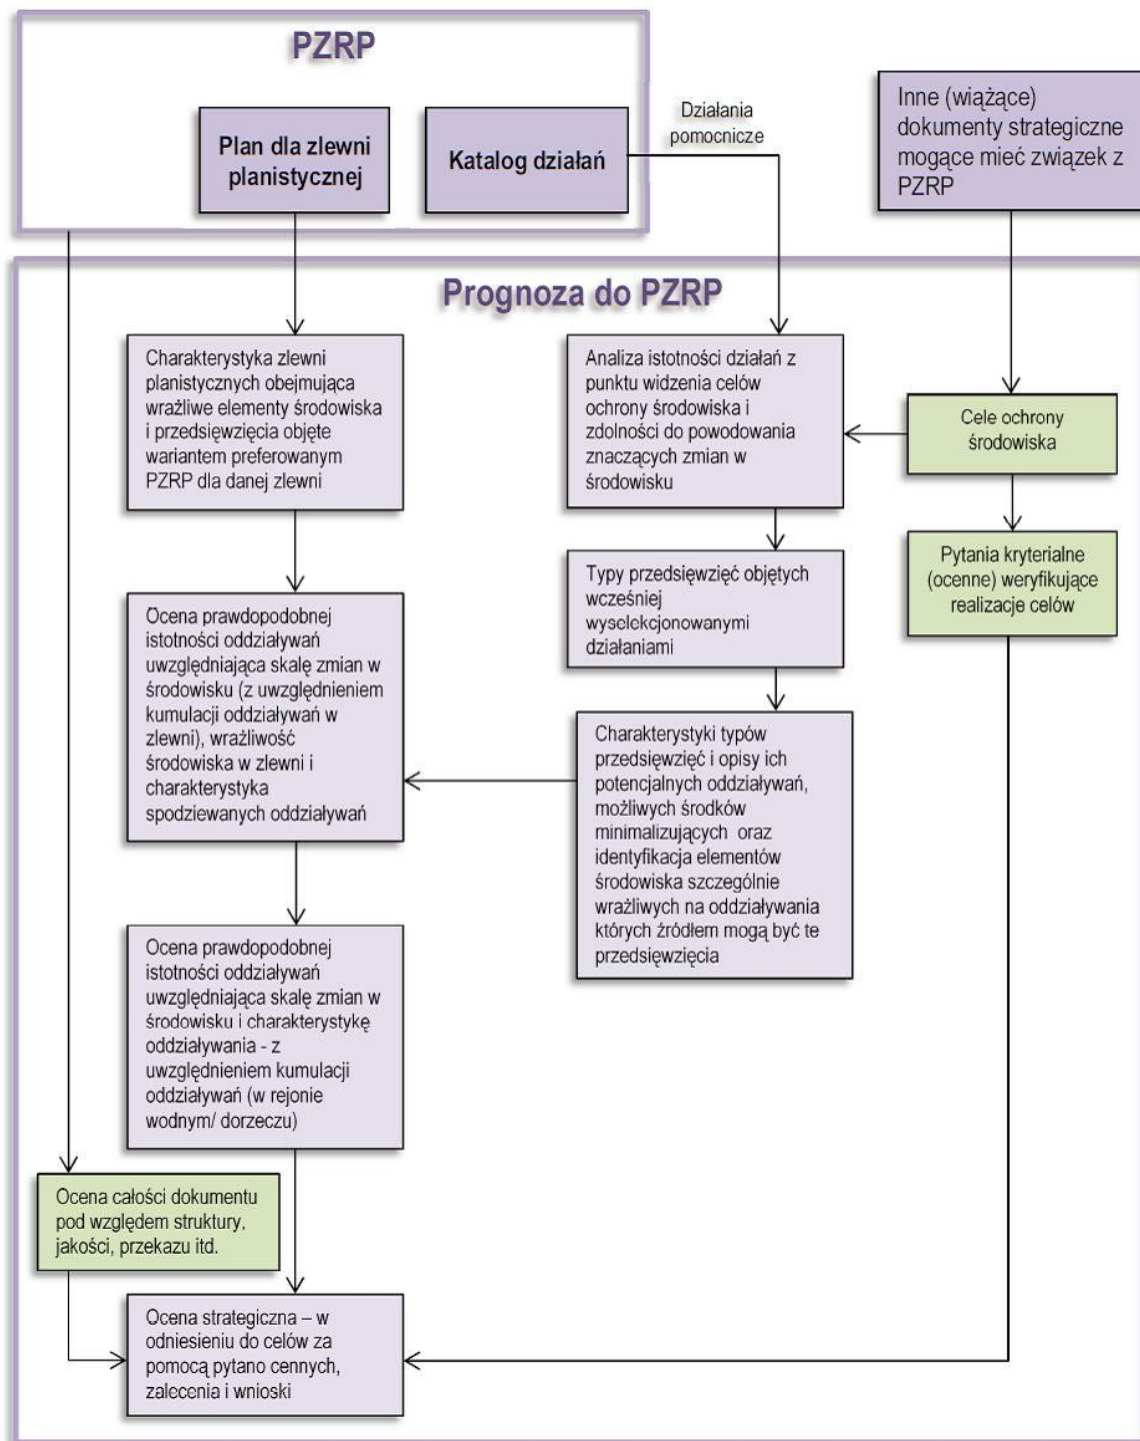 PZRP
Plan dla zlewni
planistycznej
Katalog działań
Działania
pomocnicze
Inne (wiążące)
dokumenty strategiczne
mogące mieć związek z
PZRP
Prognoza do PZRP
Charakterystyka zlewni
planistycznych obejmująca
wrażliwe elementy środowiska
i przedsięwzięcia objęte
wariantem preferowanym
PZRP dla danej zlewni
Analiza istotności działań z
punktu widzenia celów
ochrony środowiska i
zdolności do powodowania
znaczących zmian w
środowisku
Cele ochrony
środowiska
Pytania kryterialne
(ocenne) weryfikujące
realizacje celów
Typy przedsięwzięć objętych
wcześniej
wyselekcjonowanymi
działaniami
Ocena prawdopodobnej
istotności oddziaływań
uwzględniająca skalę zmian w
środowisku (z uwzględnieniem
kumulacji oddziaływań w
zlewni), wrażliwość
środowiska w zlewni i
charakterystyka
spodziewanych oddziaływań
Charakterystyki typów
przedsięwzięć i opisy ich
potencjalnych oddziaływań,
możliwych środków
minimalizujących oraz
identyfikacja elementów
środowiska szczególnie
wrażliwych na oddziaływania
których źródłem mogą być te
przedsięwzięcia
Ocena prawdopodobnej
istotności oddziaływań
uwzględniająca skalę zmian w
środowisku i charakterystykę
oddziaływania - z
uwzględnieniem kumulacji
oddziaływań (w rejonie
wodnym/ dorzeczu)
Ocena całości dokumentu
pod względem struktury,
jakości, przekazu itd.
Ocena strategiczna – w
odniesieniu do celów za
pomocą pytano cennych,
zalecenia i wnioski